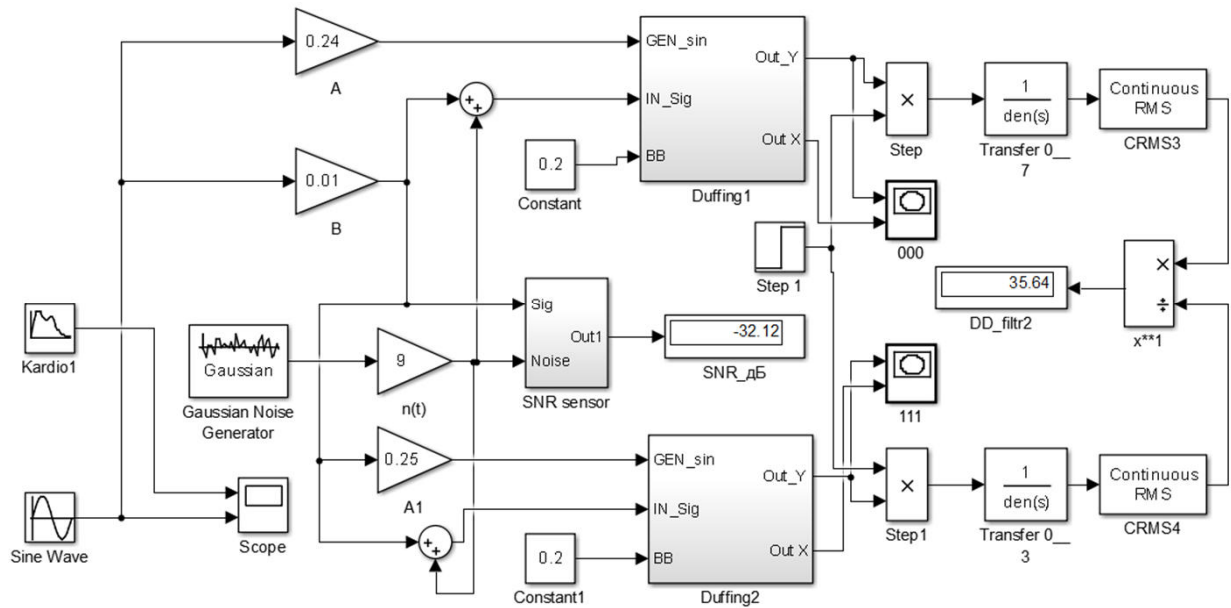 0.24
A
GEN_sin
Out_Y
IN_Sig
Out X
BB
Duffing1
0.2
Constant
×
Step
1
den(s)
Transfer 0__
7
Continuous
RMS
CRMS3
0.01
B
000
Step 1
35.64
DD_filtr2
×
÷
x**1
Kardio1
Gaussian
Gaussian Noise
Generator
9
n(t)
Sig
Out1
Noise
SNR sensor
-32.12
SNR_дБ
111
0.25
A1
GEN_sin
Out_Y
IN_Sig
Out X
BB
Duffing2
0.2
Constant1
×
Step1
1
den(s)
Transfer 0__
3
Continuous
RMS
CRMS4
Sine Wave
Scope